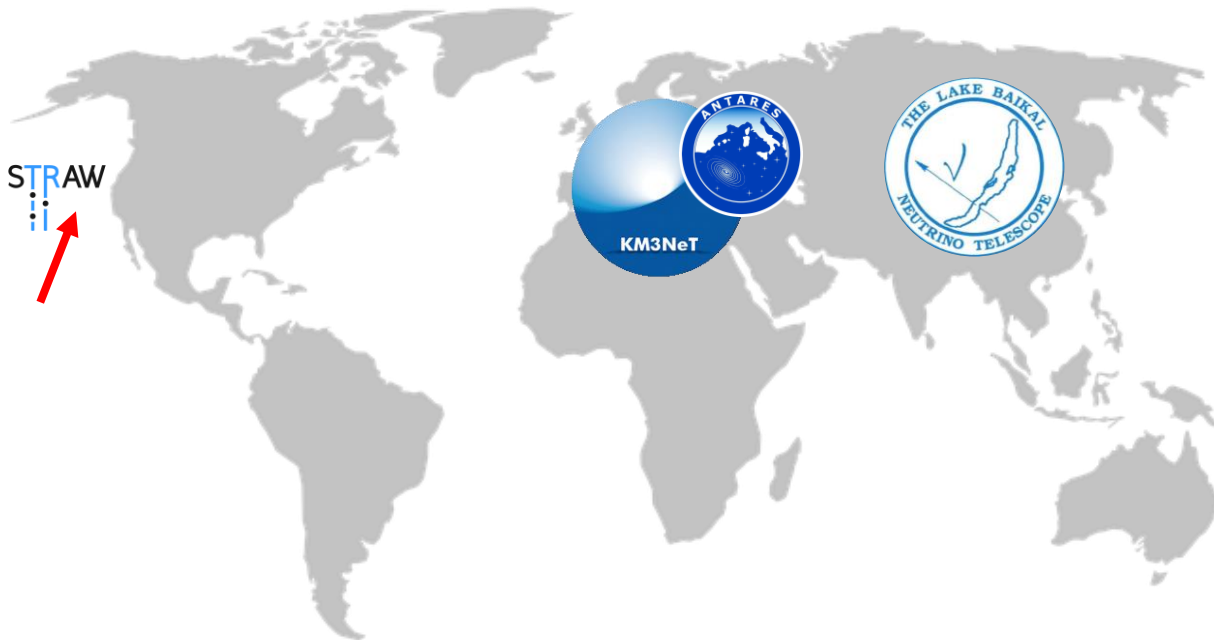 STRAW
ANTARES
KM3NeT
THE LAKE BAIKAL
NEUTRINO TELESCOPE